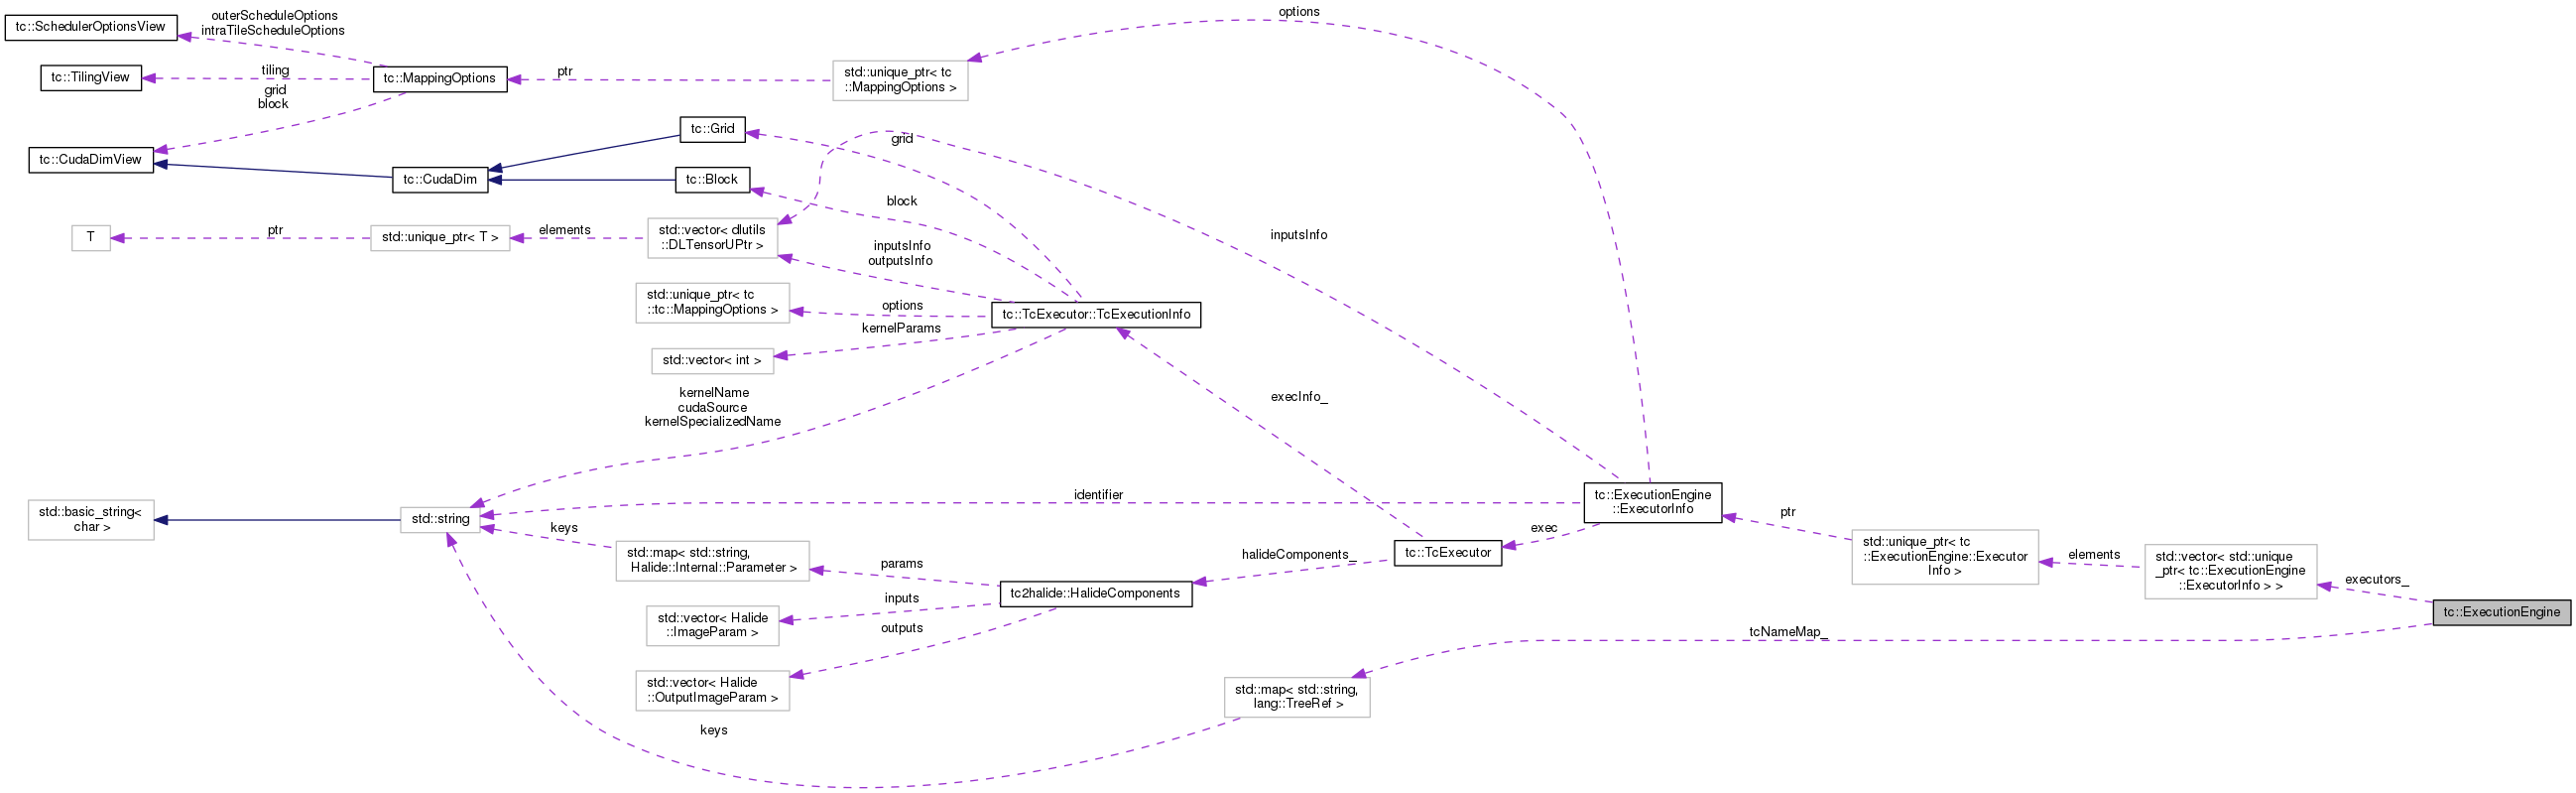 outerScheduleOptions
intraTileScheduleOptions
options
tc::SchedulerOptionsView
tiling
tc::TilingView
tc::MappingOptions
ptr
std::unique_ptr< tc
::MappingOptions >
grid
block
tc::CudaDimView
tc::CudaDim
tc::Grid
tc::Block
grid
block
T
ptr
std::unique_ptr< T >
elements
std::vector< dlutils
::DLTensorUPtr >
inputsInfo
outputsInfo
inputsInfo
std::unique_ptr< tc
::tc::MappingOptions >
options
tc::TcExecutor::TcExecutionInfo
kernelParams
std::vector< int >
kernelName
cudaSource
kernelSpecializedName
execInfo_
identifier
tc::ExecutionEngine
::ExecutorInfo
std::basic_string<
char >
std::string
keys
std::map< std::string,
Halide::Internal::Parameter >
params
halideComponents_
exec
tc::TcExecutor
ptr
std::unique_ptr< tc
::ExecutionEngine::Executor
Info >
elements
std::vector< std::unique
_ptr< tc::ExecutionEngine
::ExecutorInfo > >
executors_
tc::ExecutionEngine
inputs
tc2halide::HalideComponents
std::vector< Halide
::ImageParam >
outputs
tcNameMap_
std::vector< Halide
::OutputImageParam >
std::map< std::string,
lang::TreeRef >
keys